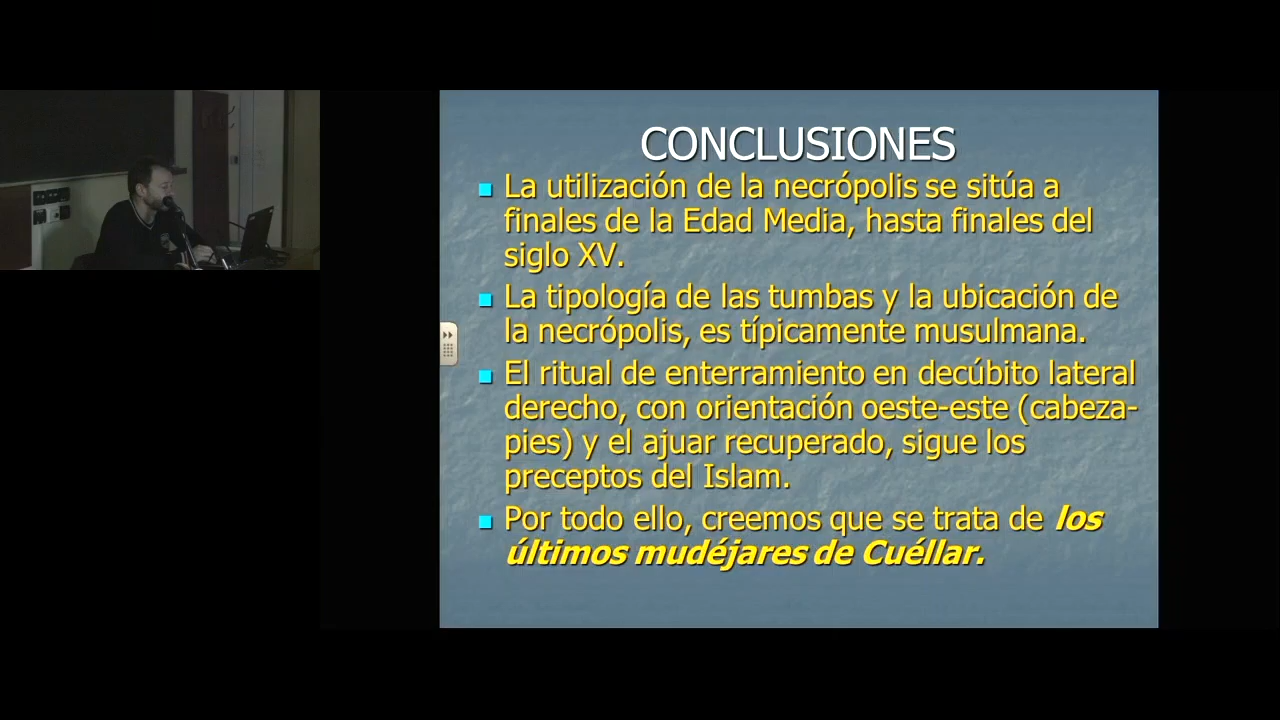 CONCLUSIONES
La utilización de la necrópolis se sitúa a
finales de la Edad Media, hasta finales del
siglo XV.
La tipología de las tumbas y la ubicación de
la necrópolis, es típicamente musulmana.
El ritual de enterramiento en decúbito lateral
derecho, con orientación oeste-este (cabeza-
pies) y el ajuar recuperado, sigue los
preceptos del Islam.
Por todo ello, creemos que se trata de los
últimos mudéjares de Cuéllar.